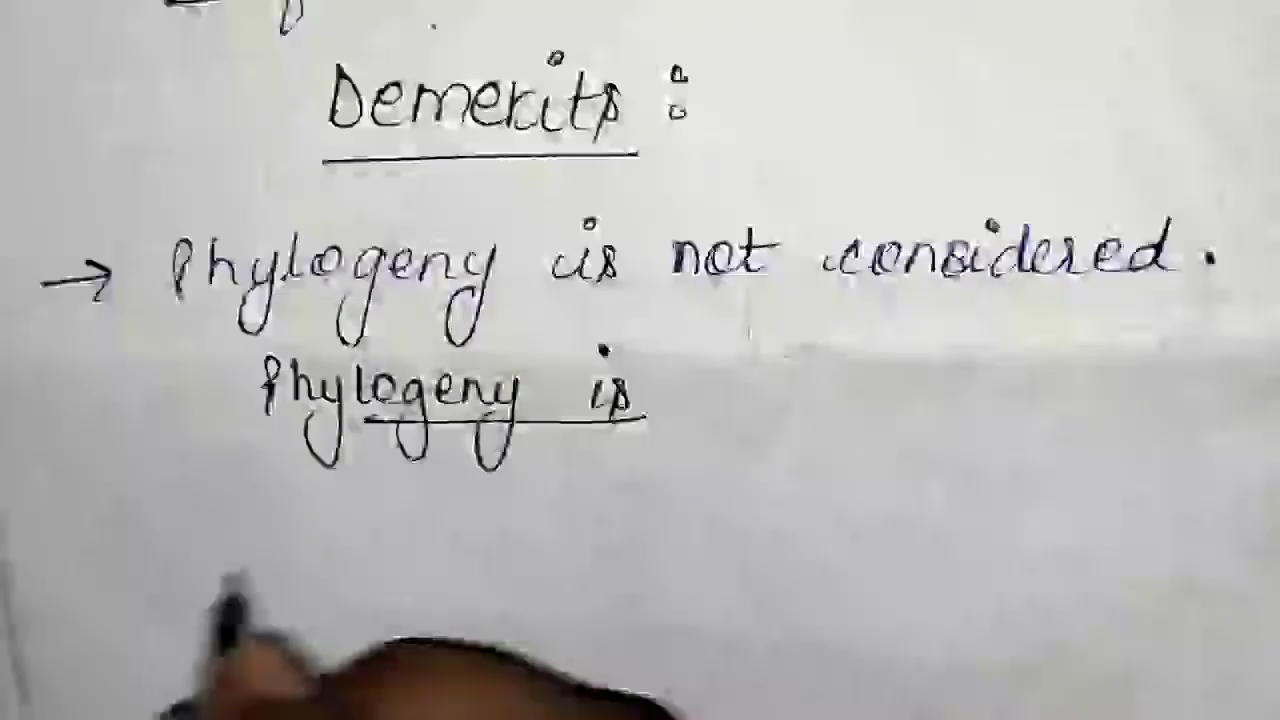 Demerits :
→ Phylogeny is not considered.
Phylogeny is